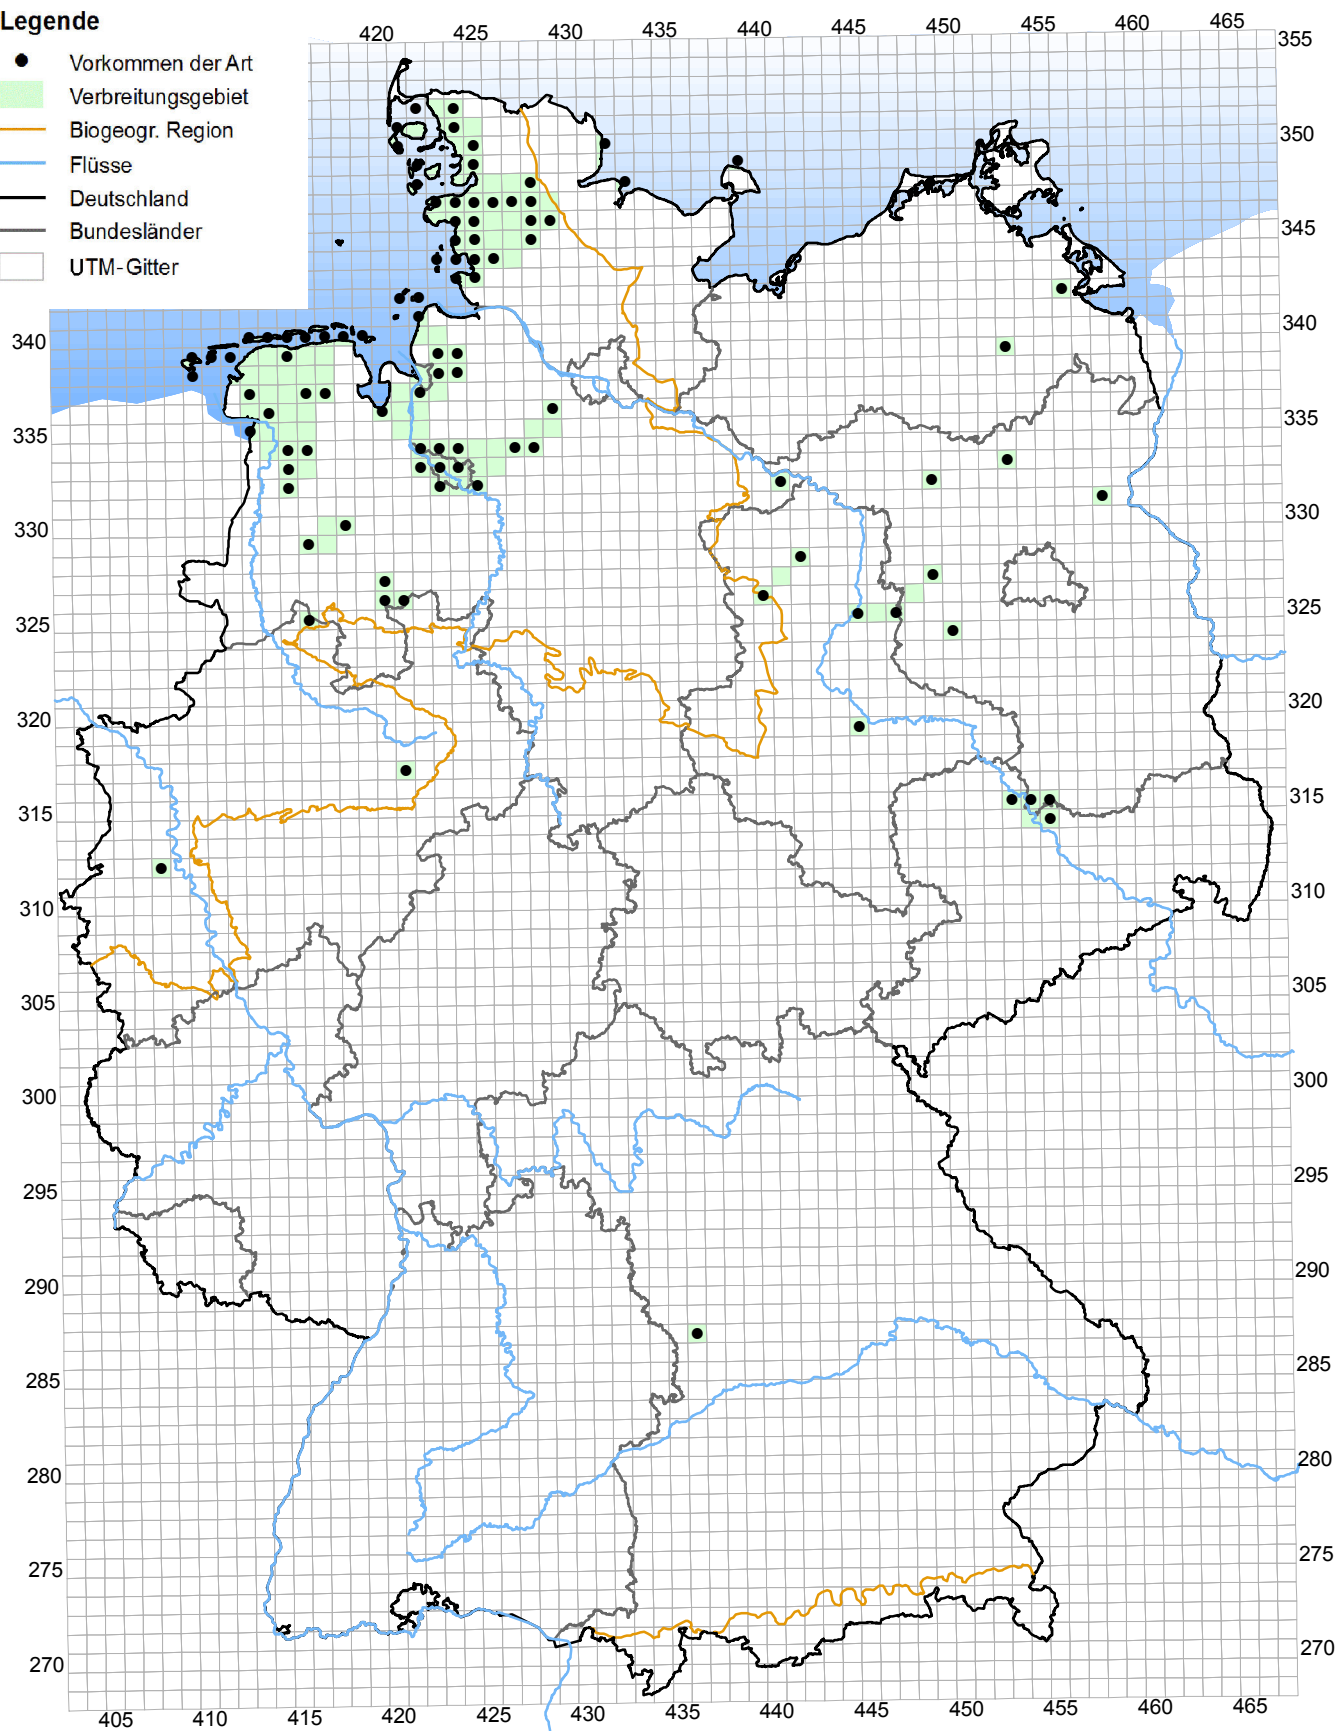 Legende
Vorkommen der Art
Verbreitungsgebiet
Biogeogr. Region
Flüsse
Deutschland
Bundesländer
UTM-Gitter
420 425 430 435 440 445 450 455 460 465
355
350
345
340 340
335 335
330 330
325 325
320 320
315 315
310 310
305 305
300 300
295 295
290 290
285 285
280 280
275 275
270 270
405 410 415 420 425 430 435 440 445 450 455 460 465